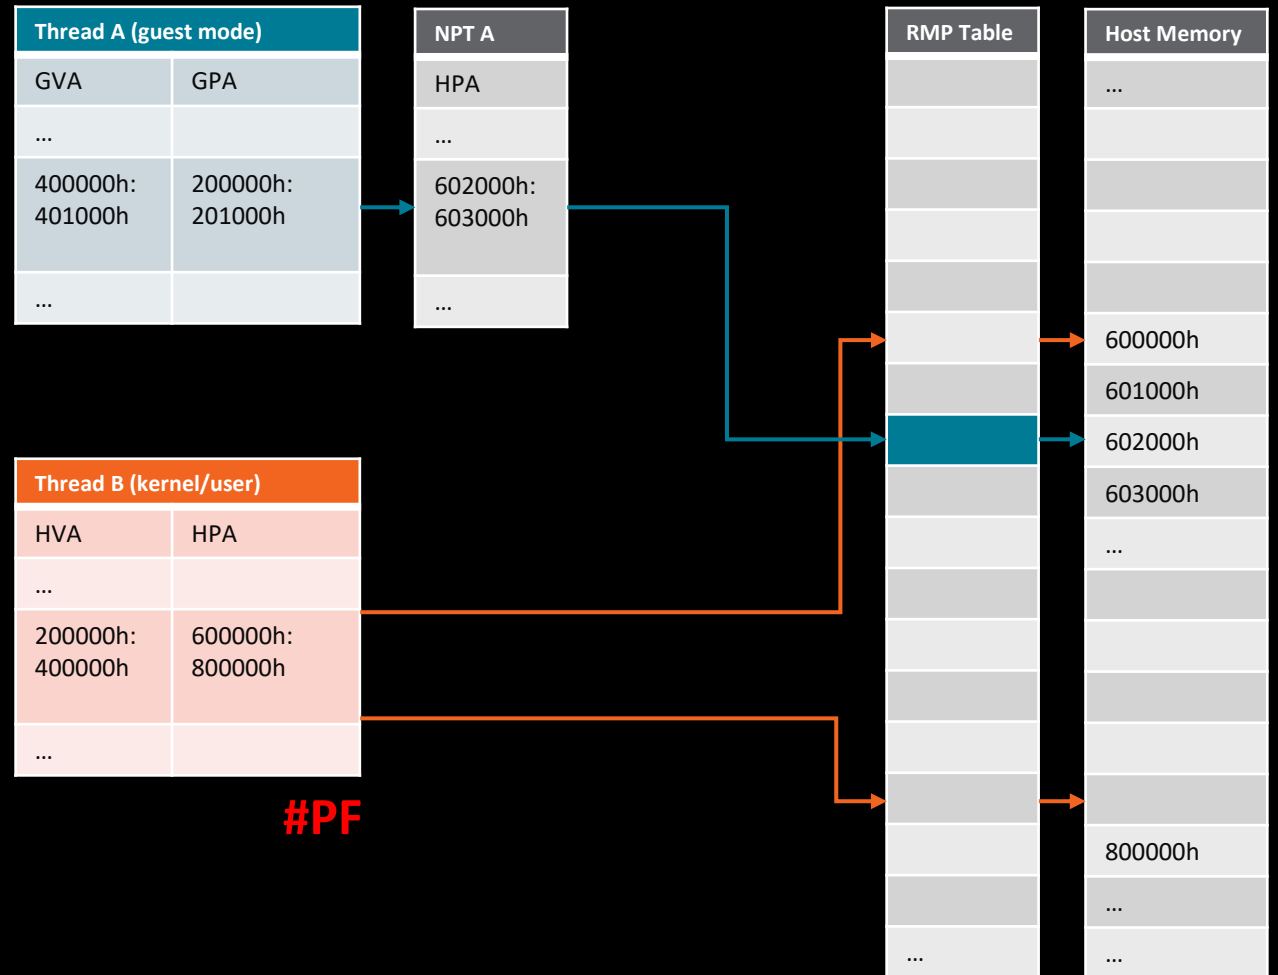 Thread A (guest mode)
GVA GPA
…
400000h: 200000h:
401000h 201000h
…
NPT A
HPA
…
602000h:
603000h
…
Thread B (kernel/user)
HVA HPA
…
200000h: 600000h:
400000h 800000h
…
#PF
RMP Table
…
Host Memory
…
600000h
601000h
602000h
603000h
…
800000h
…
…